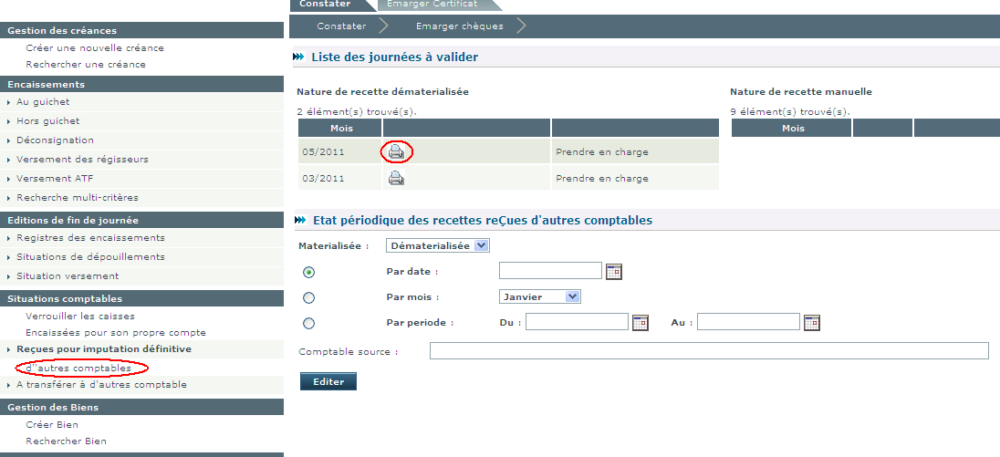 Constater
Emarger Certificat
Constater
Emarger chèques
Gestion des créances
Créer une nouvelle créance
Rechercher une créance
Encaissements
Au guichet
Hors guichet
Déconsignation
Versement des régisseurs
Versement ATF
Recherche multi-critères
Editions de fin de journée
Registres des encaissements
Situations de dépouillements
Situation versement
Situations comptables
Verrouiller les caisses
Encaissées pour son propre compte
Reçues pour imputation définitive
d''autres comptables
A transférer à d'autres comptable
Gestion des Biens
Créer Bien
Rechercher Bien
Liste des journées à valider
Nature de recette dématerialisée
2 élément(s) trouvé(s).
Mois
05/2011 Prendre en charge
03/2011 Prendre en charge
Nature de recette manuelle
9 élément(s) trouvé(s).
Mois
Etat périodique des recettes reÇues d'autres comptables
Materialisée : Dématerialisée
Par date :
Par mois : Janvier
Par periode : Du : Au :
Comptable source :
Editer